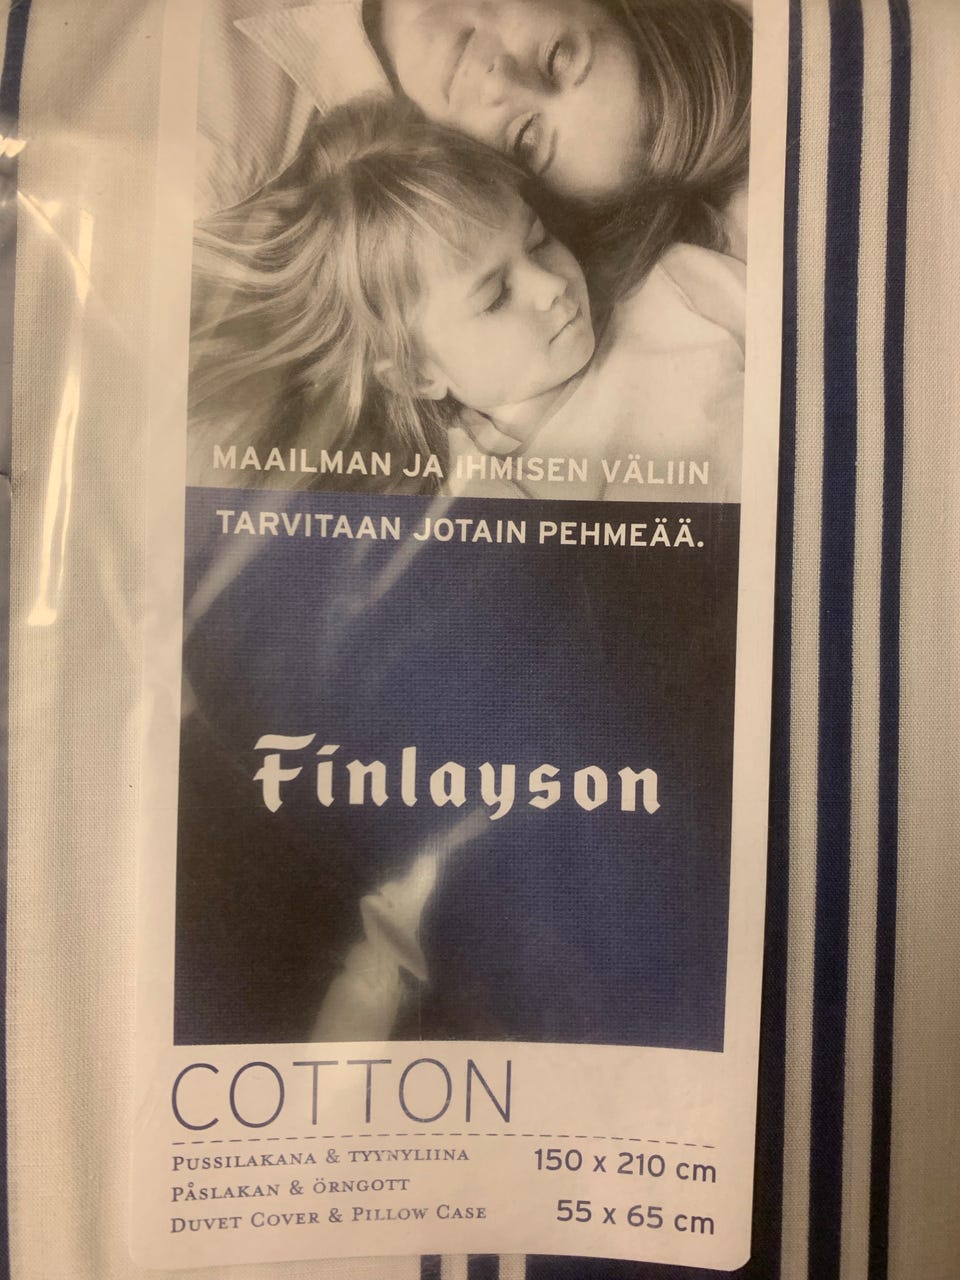 MAAILMAN JA IHMISEN VÄLIIN
TARVITAAN JOTAIN PEHMEÄÄ.
Finlayson
COTTON
PUSSILAKANA & TYYNYLIINA
PÅSLAKAN & ÖRNGOTT
DUVET COVER & PILLOW CASE
150 x 210 cm
55 x 65 cm